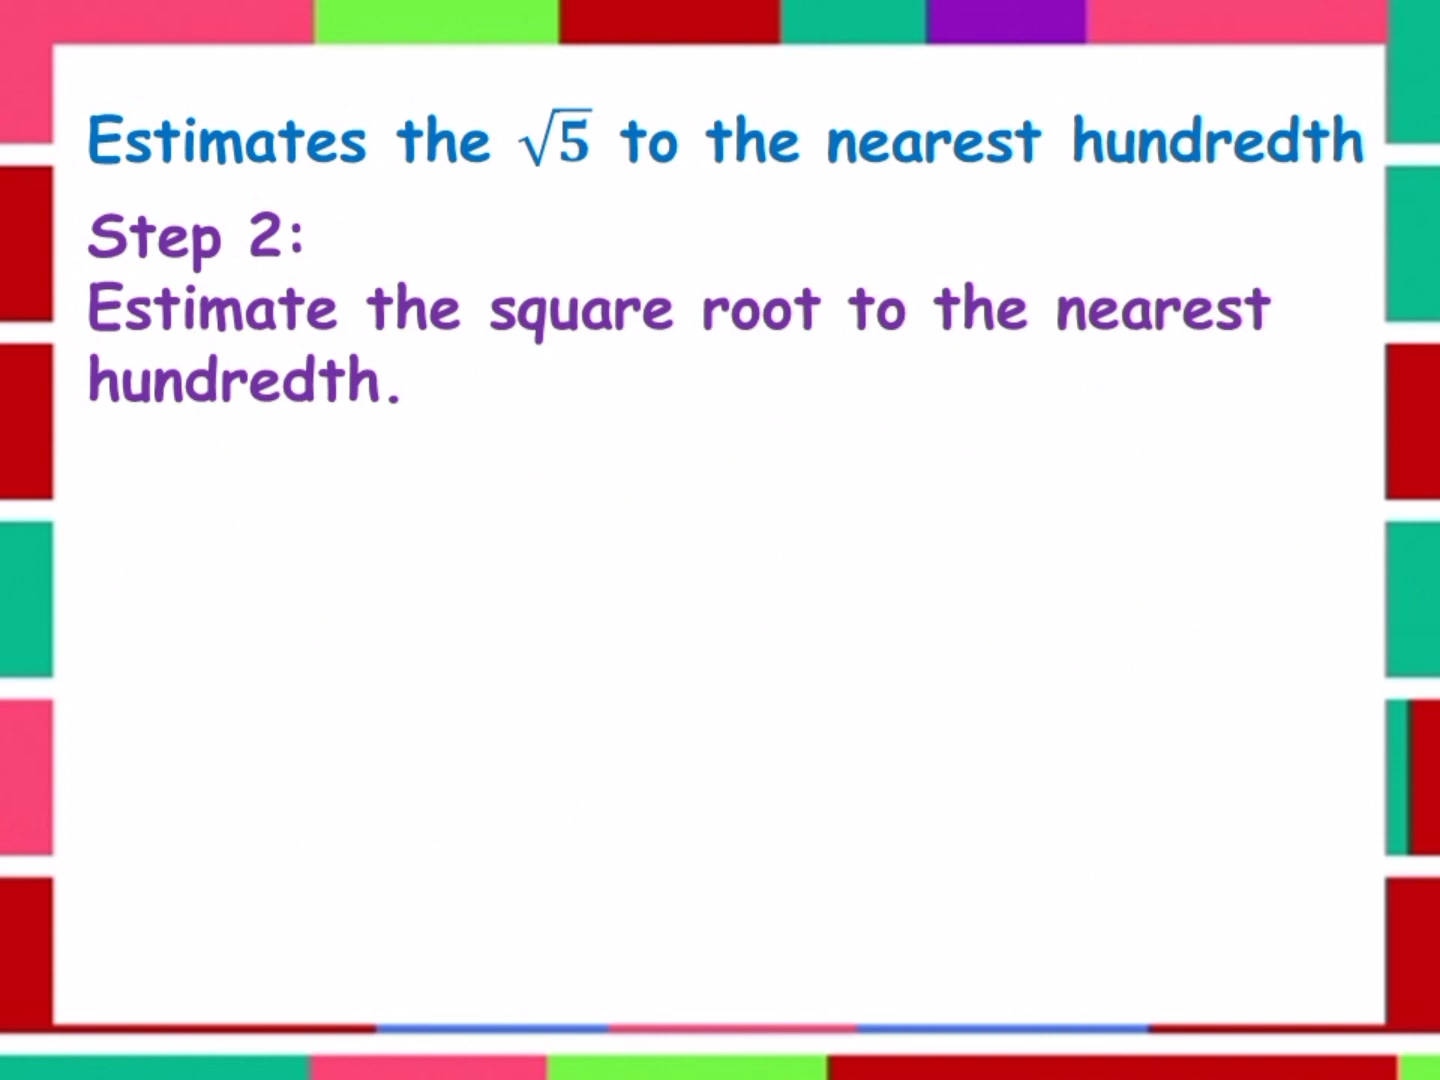 Estimates the √5 to the nearest hundredth
Step 2:
Estimate the square root to the nearest
hundredth.